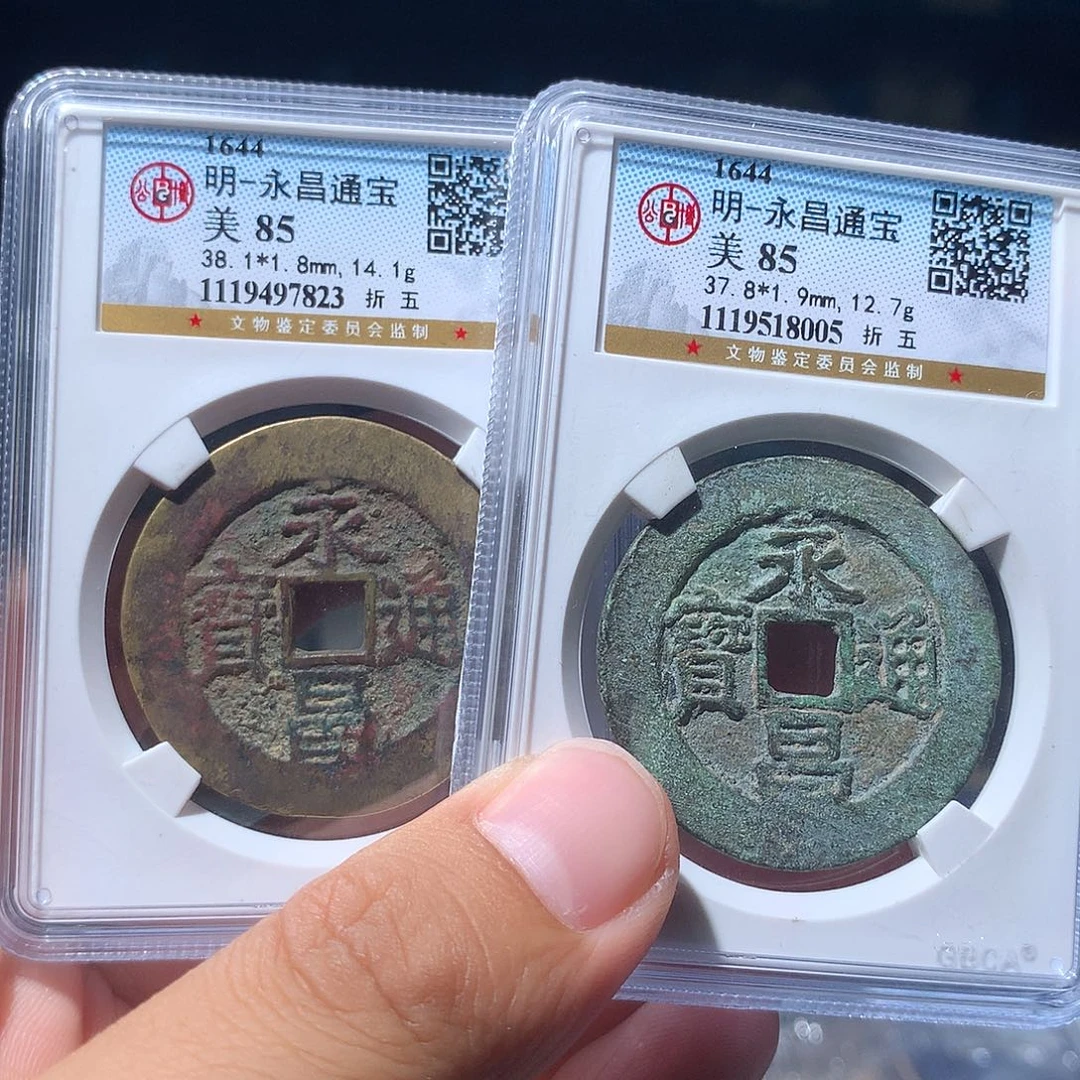 1644
明-永昌通宝
美 85
38.1*1.8mm, 14.1g
1119497823 折 五
★ 文物鉴定委员会监制 ★
永昌通寶
1644
明-永昌通宝
美 85
37.8*1.9mm, 12.7g
1119518005 折 五
★ 文物鉴定委员会监制 ★
永昌通寶
GBCA®